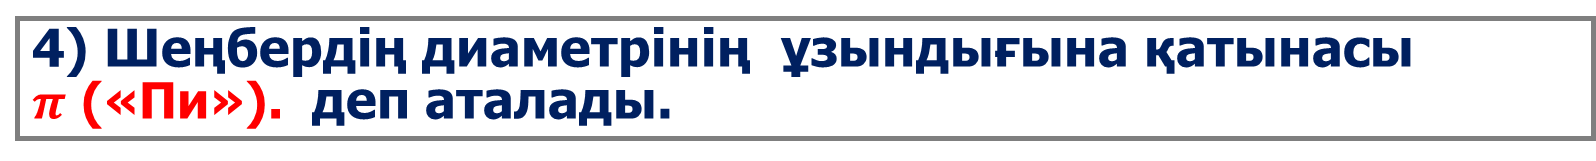 4) Шеңбердің диаметрінің ұзындығына қатынасы
π («Пи»). деп аталады.